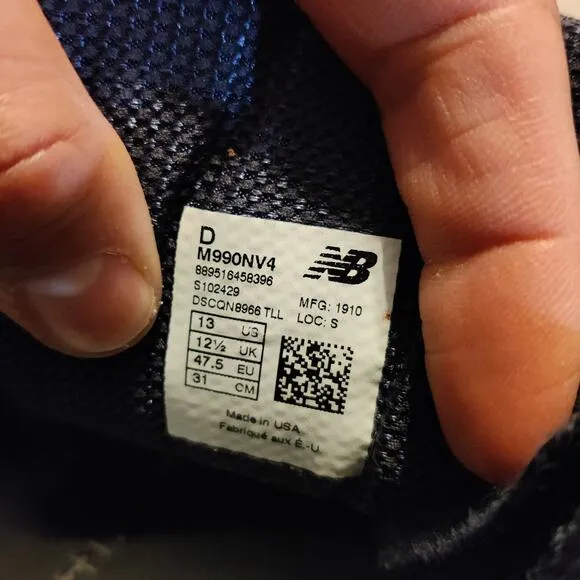 D
M990NV4
889516458396
S102429
DSCQN8966 TLL
MFG: 1910
LOC: S
NB
13 US
12½ UK
47.5 EU
31 CM
Made in USA
Fabriqué aux É.-U.